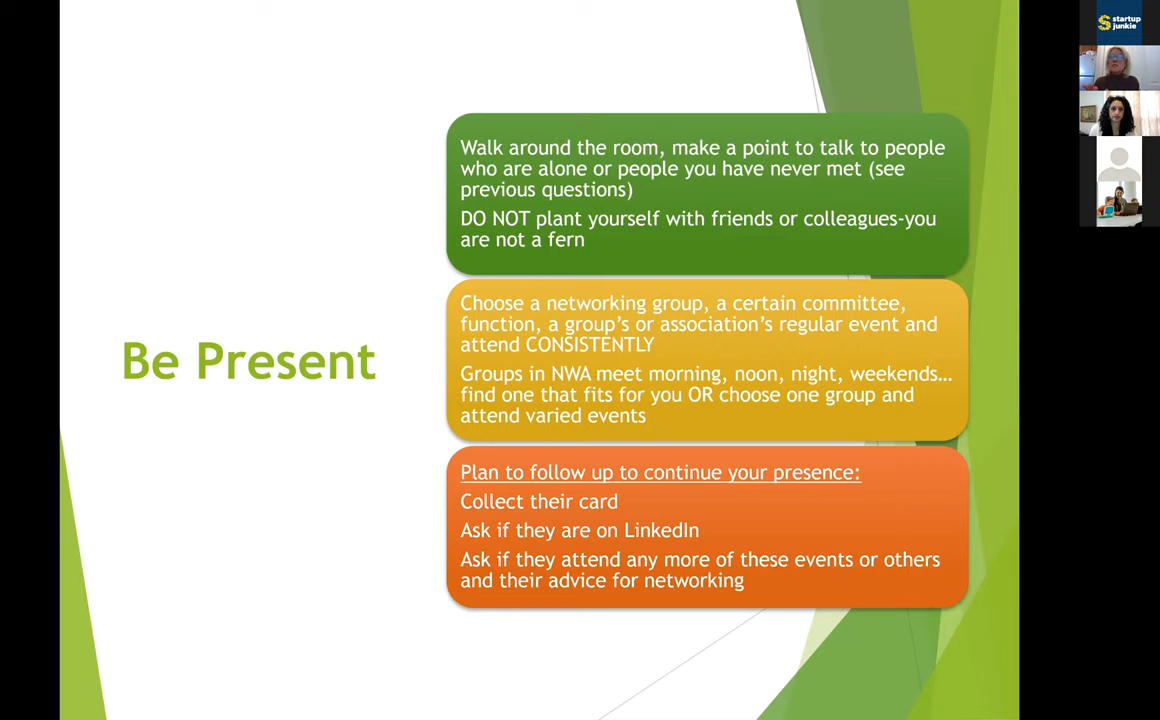 startup
junkie
Walk around the room, make a point to talk to people
who are alone or people you have never met (see
previous questions)
DO NOT plant yourself with friends or colleagues-you
are not a fern
Be Present
Choose a networking group, a certain committee,
function, a group’s or association’s regular event and
attend CONSISTENTLY
Groups in NWA meet morning, noon, night, weekends…
find one that fits for you OR choose one group and
attend varied events
Plan to follow up to continue your presence:
Collect their card
Ask if they are on LinkedIn
Ask if they attend any more of these events or others
and their advice for networking